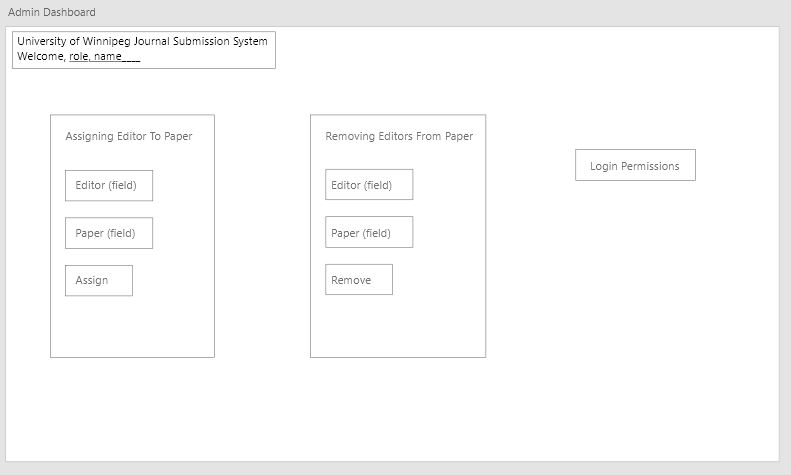 Admin Dashboard
University of Winnipeg Journal Submission System
Welcome, role, name____
Assigning Editor To Paper
Editor (field)
Paper (field)
Assign
Removing Editors From Paper
Editor (field)
Paper (field)
Remove
Login Permissions